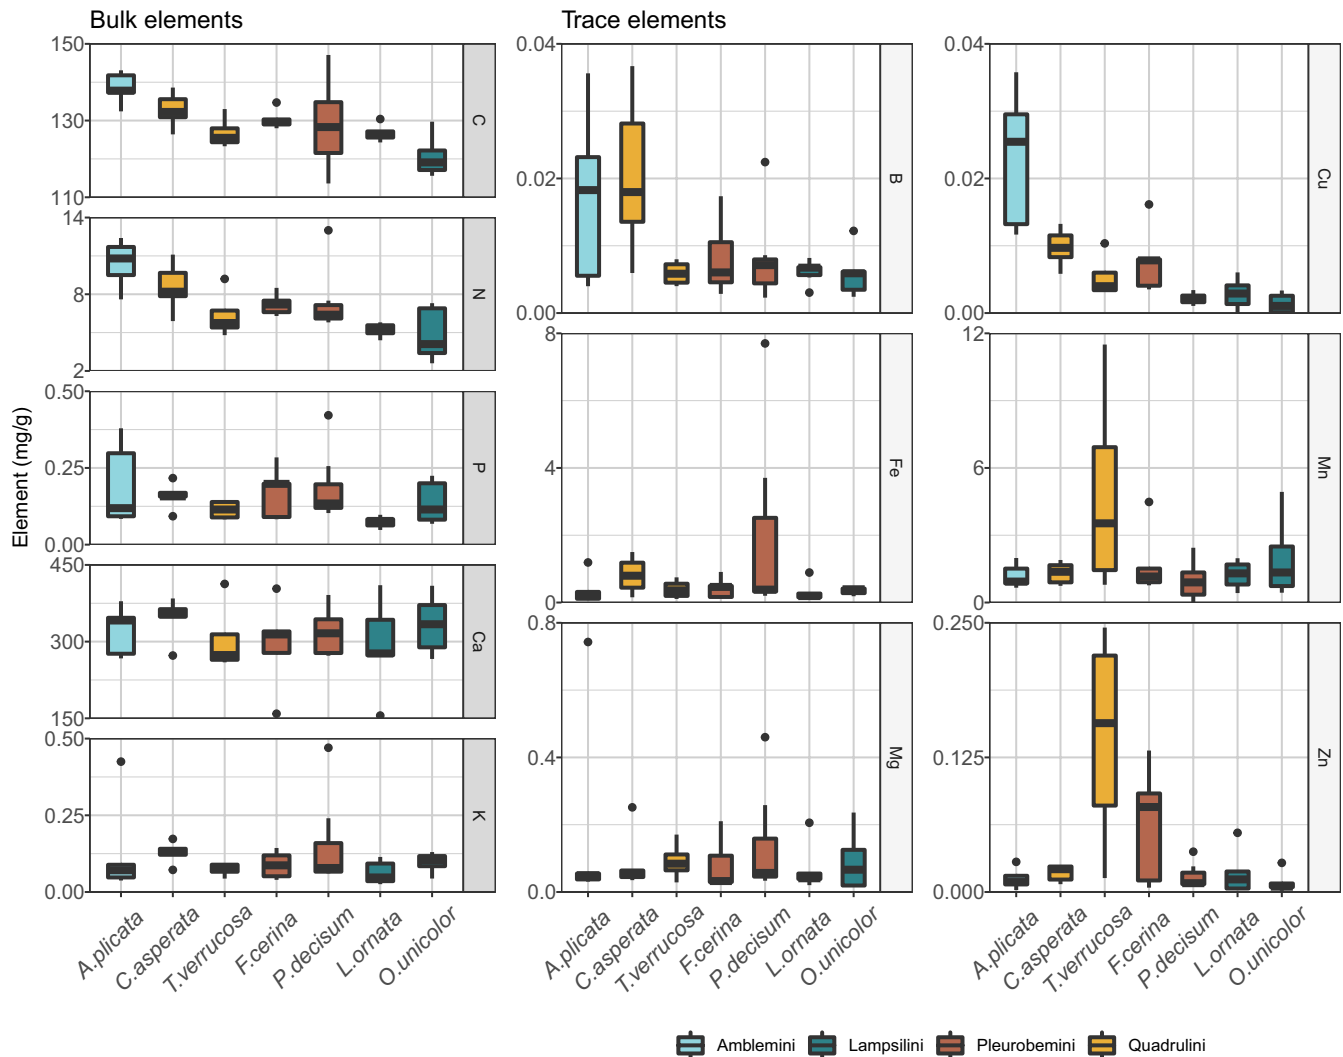 Bulk elements
Trace elements
Element (mg/g)
150
130
110
C
14
8
2
N
0.50
0.25
0.00
P
450
300
150
Ca
0.50
0.25
0.00
K
0.04
0.02
0.00
B
8
4
0
Fe
0.8
0.4
0.0
Mg
0.04
0.02
0.00
Cu
12
6
0
Mn
0.250
0.125
0.000
Zn
A.plicata
C.asperata
T.verrucosa
F.cerina
P.decisum
L.ornata
O.unicolor
A.plicata
C.asperata
T.verrucosa
F.cerina
P.decisum
L.ornata
O.unicolor
A.plicata
C.asperata
T.verrucosa
F.cerina
P.decisum
L.ornata
O.unicolor
Amblemini Lampsilini Pleurobemini Quadrulini